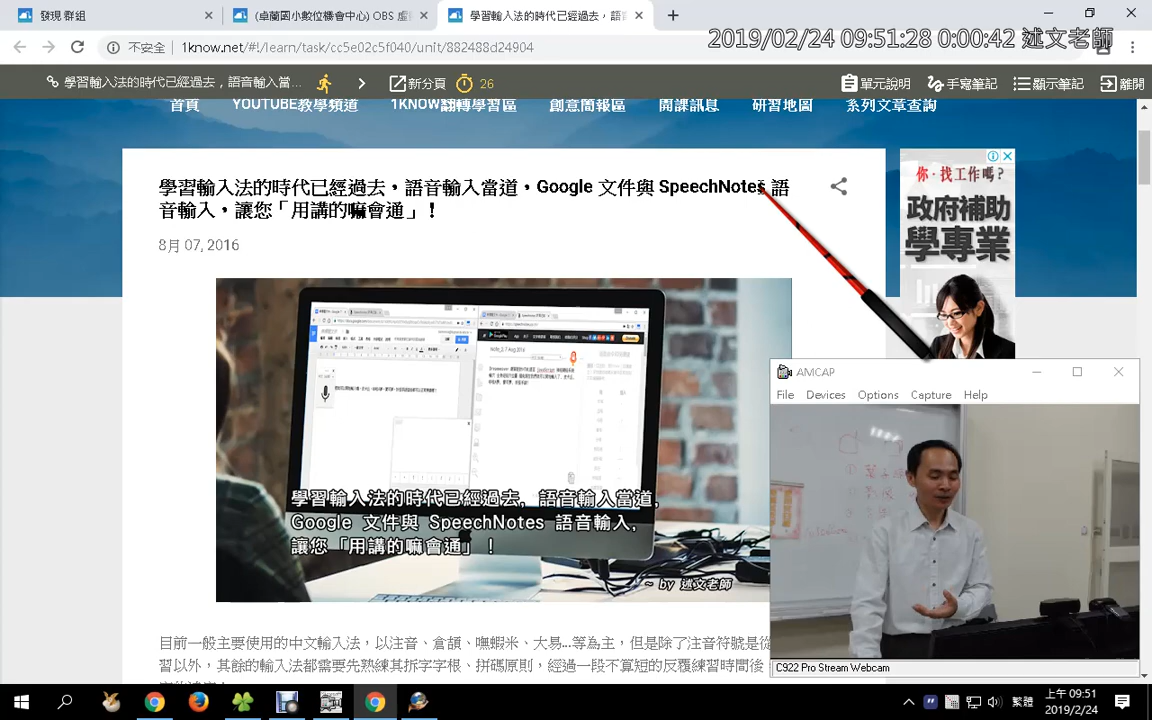 發現 群組
(卓蘭國小數位機會中心) OBS 虛
學習輸入法的時代已經過去，語音
2019/02/24 09:51:28 0:00:42 述文老師
不安全 | 1know.net/#!/learn/task/cc5e02c5f040/unit/882488d24904
學習輸入法的時代已經過去，語音輸入當...
新分頁
26
單元說明
手寫筆記
顯示筆記
離開
首頁 YOUTUBE教學頻道 1KNOW翻轉學習區 創意簡報區 開課訊息 研習地圖 系列文章查詢
學習輸入法的時代已經過去，語音輸入當道，Google 文件與 SpeechNotes 語
音輸入，讓您「用講的嘛會通」！
8月 07, 2016
你·找工作嗎?
政府補助
學專業
學習輸入法的時代已經過去, 語音輸入當道,
Google 文件與 SpeechNotes 語音輸入,
讓您「用講的嘛會通」！
~ by 述文老師
AMCAP
File Devices Options Capture Help
C922 Pro Stream Webcam
目前一般主要使用的中文輸入法，以注音、倉頡、嘸蝦米、大易...等為主，但是除了注音符號是從
習以外，其餘的輸入法都需要先熟練其拆字字根、拼碼原則，經過一段不算短的反覆練習時間後
繁體
上午 09:51
2019/2/24